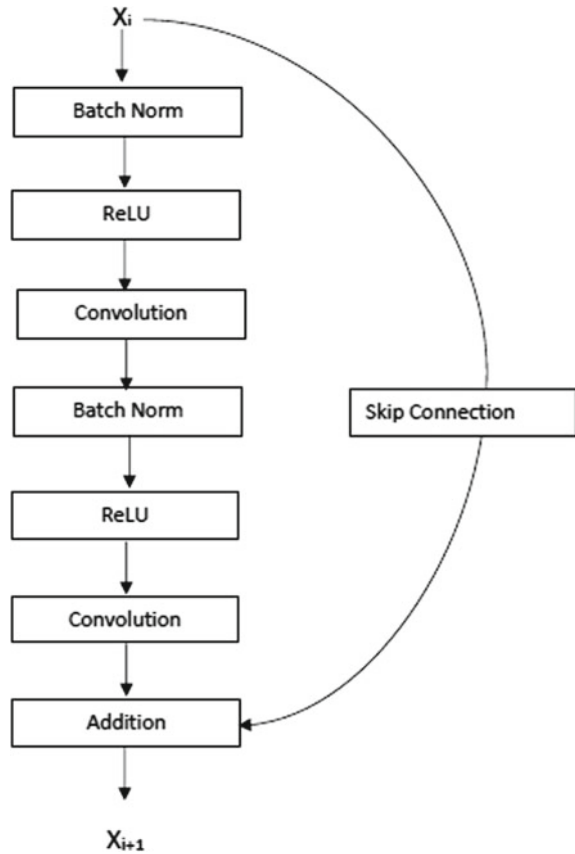 Xi
Batch Norm
ReLU
Convolution
Batch Norm
Skip Connection
ReLU
Convolution
Addition
Xi+1